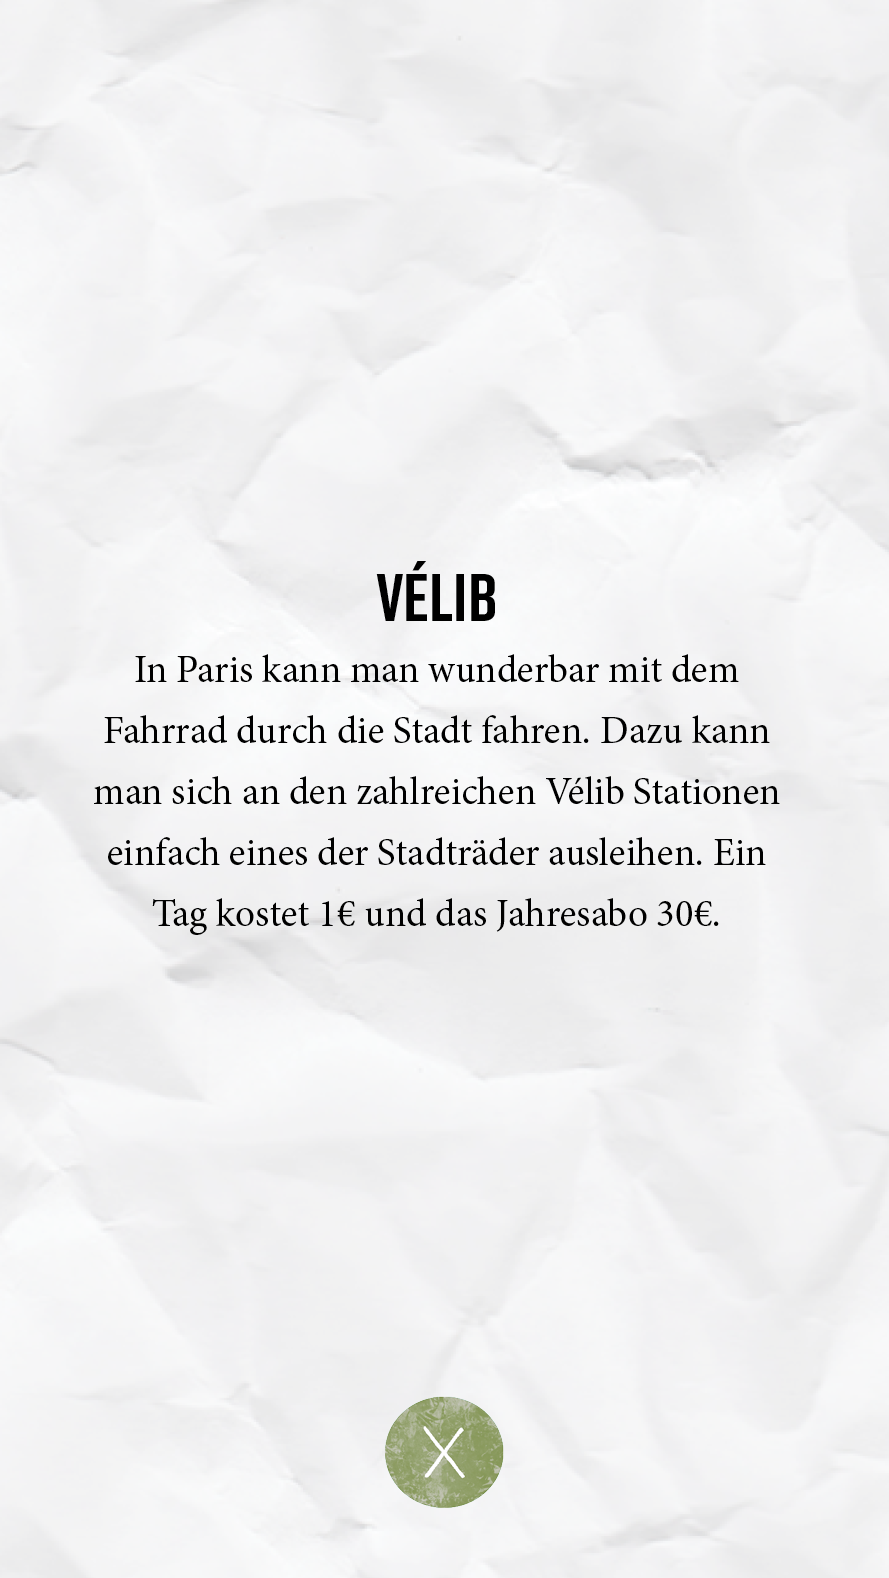 VÉLIB
In Paris kann man wunderbar mit dem
Fahrrad durch die Stadt fahren. Dazu kann
man sich an den zahlreichen Vélib Stationen
einfach eines der Stadträder ausleihen. Ein
Tag kostet 1€ und das Jahresabo 30€.
X